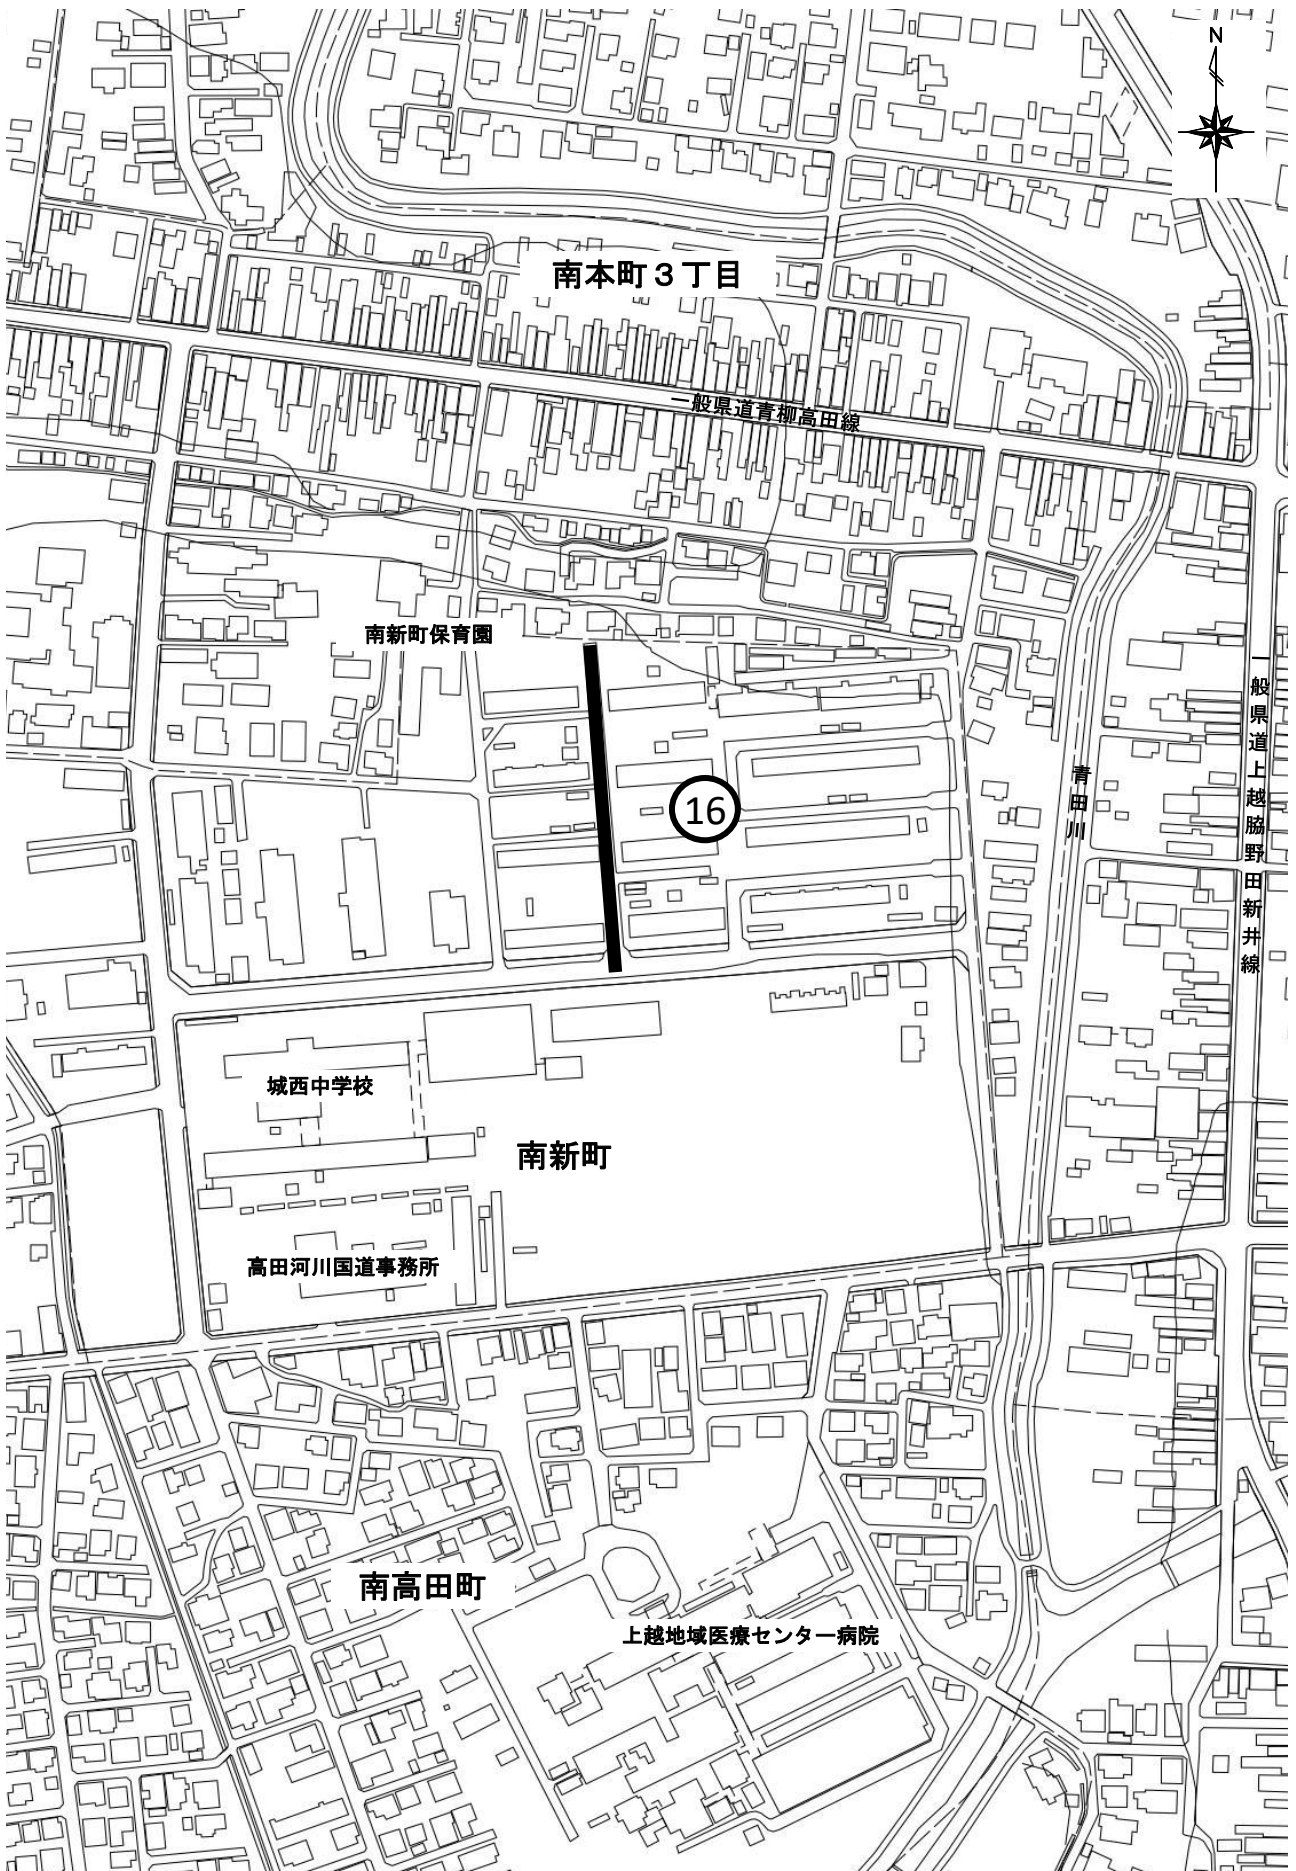 N
南本町３丁目
一般県道青柳高田線
南新町保育園
一般県道上越脇野田新井線
青田川
16
城西中学校
南新町
高田河川国道事務所
南高田町
上越地域医療センター病院